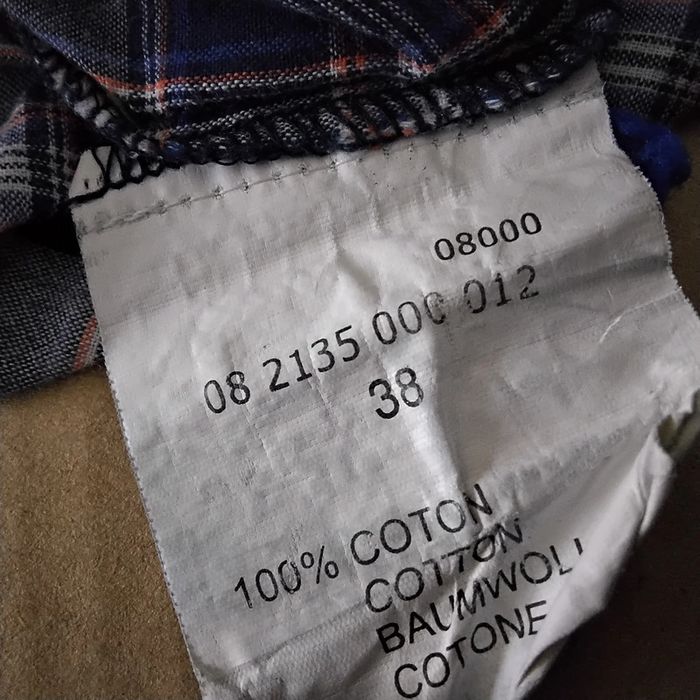 08000
08 2135 000 012
38
100% COTON
COTTON
BAUMWOLL
COTONE